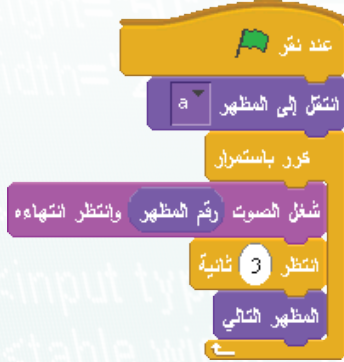 عند نقر
انتقل إلى المظهر a
كرر باستمرار
شغل الصوت رقم المظهر وانتظر انتهاءه
انتظر 3 ثانية
المظهر التالي